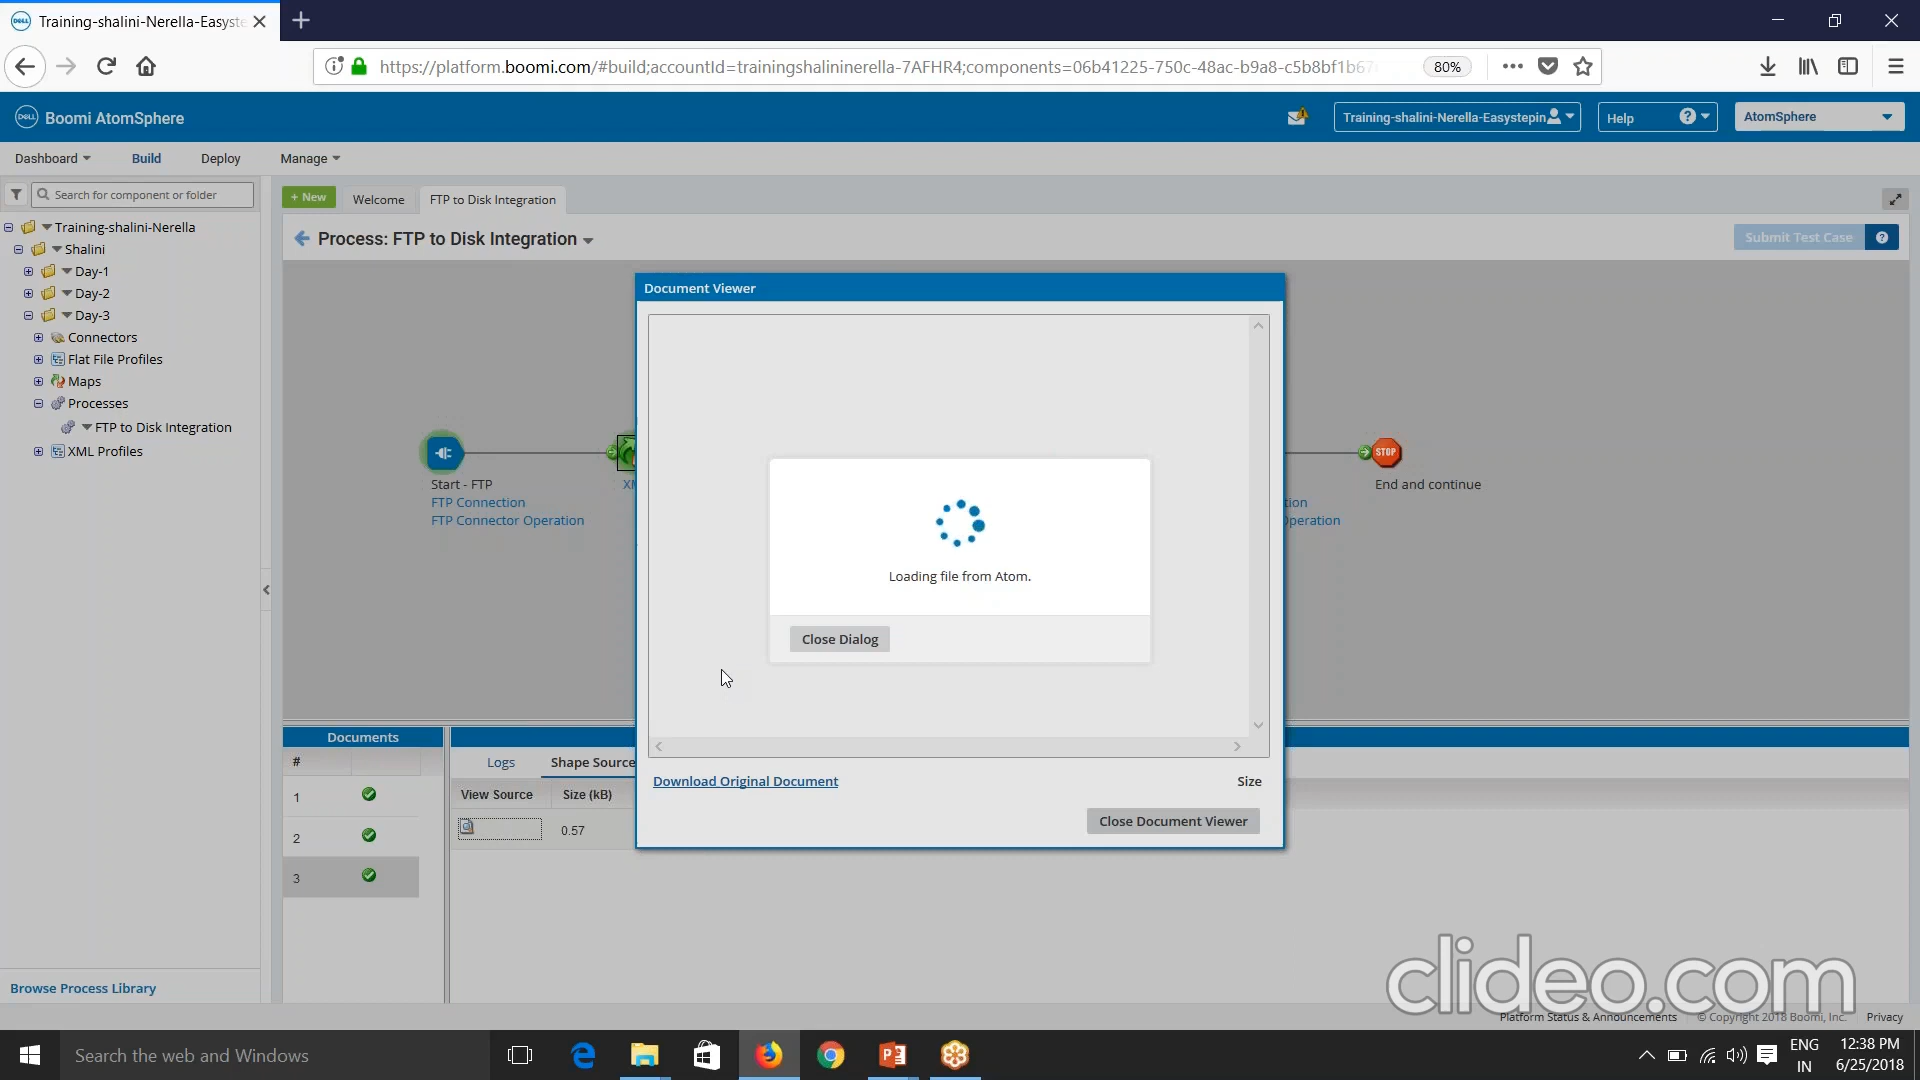 Training-shalini-Nerella-Easyste
https://platform.boomi.com/#build;accountId=trainingshalininerella-7AFHR4;components=06b41225-750c-48ac-b9a8-c5b8bf1b67
80%
DELL
Boomi AtomSphere
Training-shalini-Nerella-Easystepin
Help
AtomSphere
Dashboard
Build
Deploy
Manage
Search for component or folder
+ New
Welcome
FTP to Disk Integration
Training-shalini-Nerella
Process: FTP to Disk Integration
Submit Test Case
Shalini
Day-1
Day-2
Day-3
Connectors
Flat File Profiles
Maps
Processes
FTP to Disk Integration
XML Profiles
Document Viewer
Start - FTP
FTP Connection
FTP Connector Operation
XM
STOP
End and continue
tion
Operation
Loading file from Atom.
Close Dialog
Download Original Document
Size
Close Document Viewer
Documents
#
1
2
3
Logs
Shape Source
View Source
Size (kB)
0.57
Browse Process Library
clideo.com
Platform Status & Announcements
© Copyright 2018 Boomi, Inc.
Privacy
Search the web and Windows
ENG
IN
12:38 PM
6/25/2018